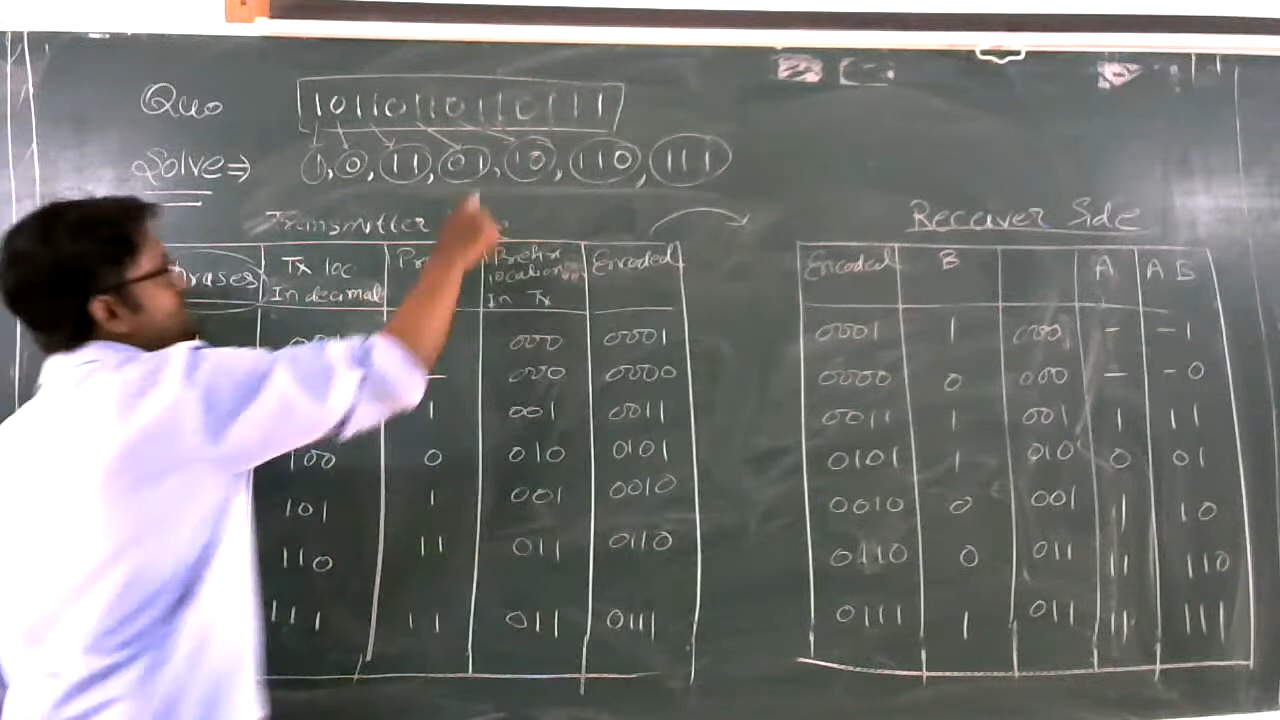 Quo 10110110110111
Solve⇒ 1, 0, 11, 01, 10, 110, 111
Transmitter
Receiver Side
Tx loc In decimal Prefix location In Tx Encoded
000 0001
— 000 0000
1 001 0011
100 0 010 0101
101 1 001 0010
110 11 011 0110
111 11 011 0111
Encoded B A A B
0001 1 000 - -1
0000 0 000 - -0
0011 1 001 1 11
0101 1 010 0 01
0010 0 001 1 10
0110 0 011 11 110
0111 1 011 11 111